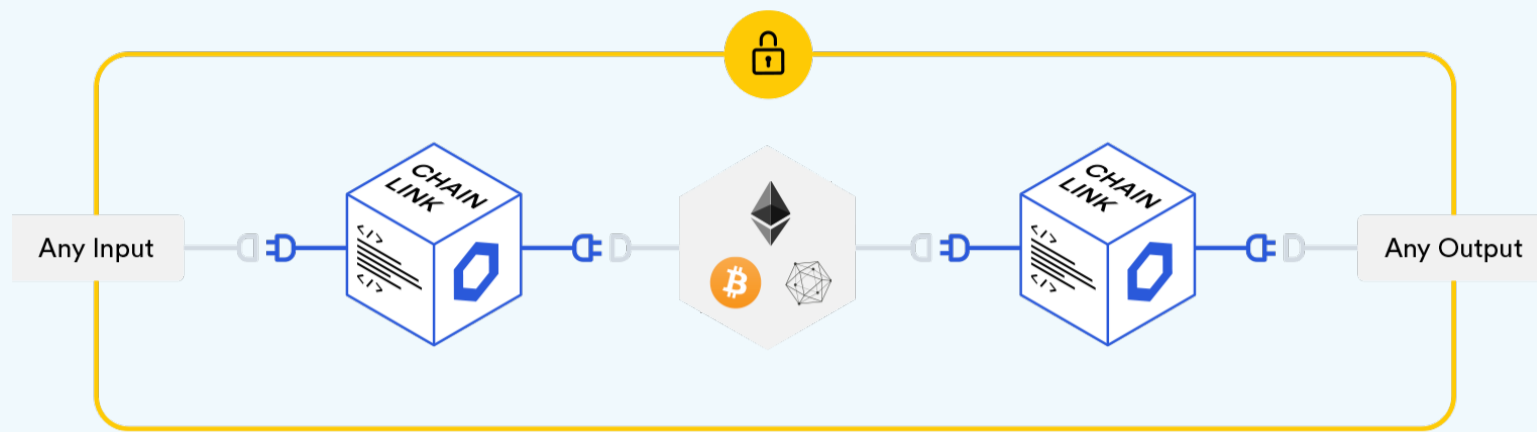 Any Input
CHAIN
LINK
</>
</>
CHAIN
LINK
</>
</>
Any Output